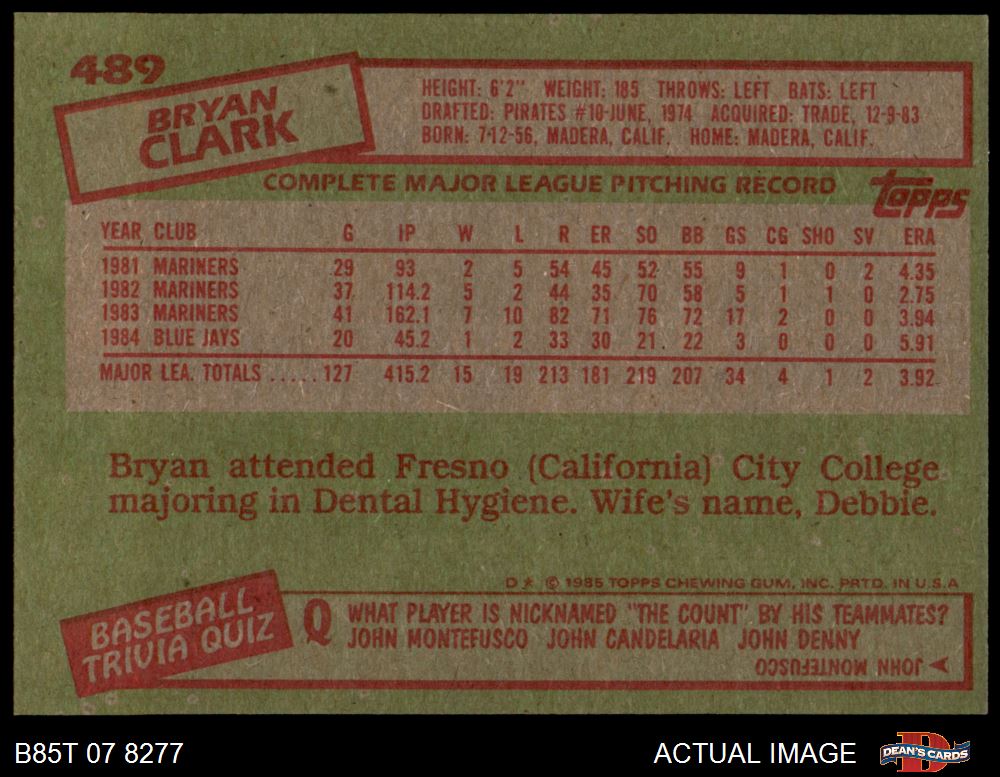 489
BRYAN
CLARK
HEIGHT: 6'2" WEIGHT: 185 THROWS: LEFT BATS: LEFT
DRAFTED: PIRATES #10-JUNE, 1974 ACQUIRED: TRADE, 12-9-83
BORN: 7-12-56, MADERA, CALIF. HOME: MADERA, CALIF.
COMPLETE MAJOR LEAGUE PITCHING RECORD
topps
YEAR CLUB G IP W L R ER SO BB GS CG SHO SV ERA
1981 MARINERS 29 93 2 5 54 45 52 55 9 1 0 2 4.35
1982 MARINERS 37 114.2 5 2 44 35 70 58 5 1 1 0 2.75
1983 MARINERS 41 162.1 7 10 82 71 76 72 17 2 0 0 3.94
1984 BLUE JAYS 20 45.2 1 2 33 30 21 22 3 0 0 0 5.91
MAJOR LEA. TOTALS ..... 127 415.2 15 19 213 181 219 207 34 4 1 2 3.92
Bryan attended Fresno (California) City College
majoring in Dental Hygiene. Wife's name, Debbie.
D * © 1985 TOPPS CHEWING GUM, INC. PRTD. IN U.S.A
BASEBALL
TRIVIA QUIZ
Q WHAT PLAYER IS NICKNAMED "THE COUNT" BY HIS TEAMMATES?
JOHN MONTEFUSCO JOHN CANDELARIA JOHN DENNY
JOHN MONTEFUSCO
B85T 07 8277
ACTUAL IMAGE
DEAN'S CARDS